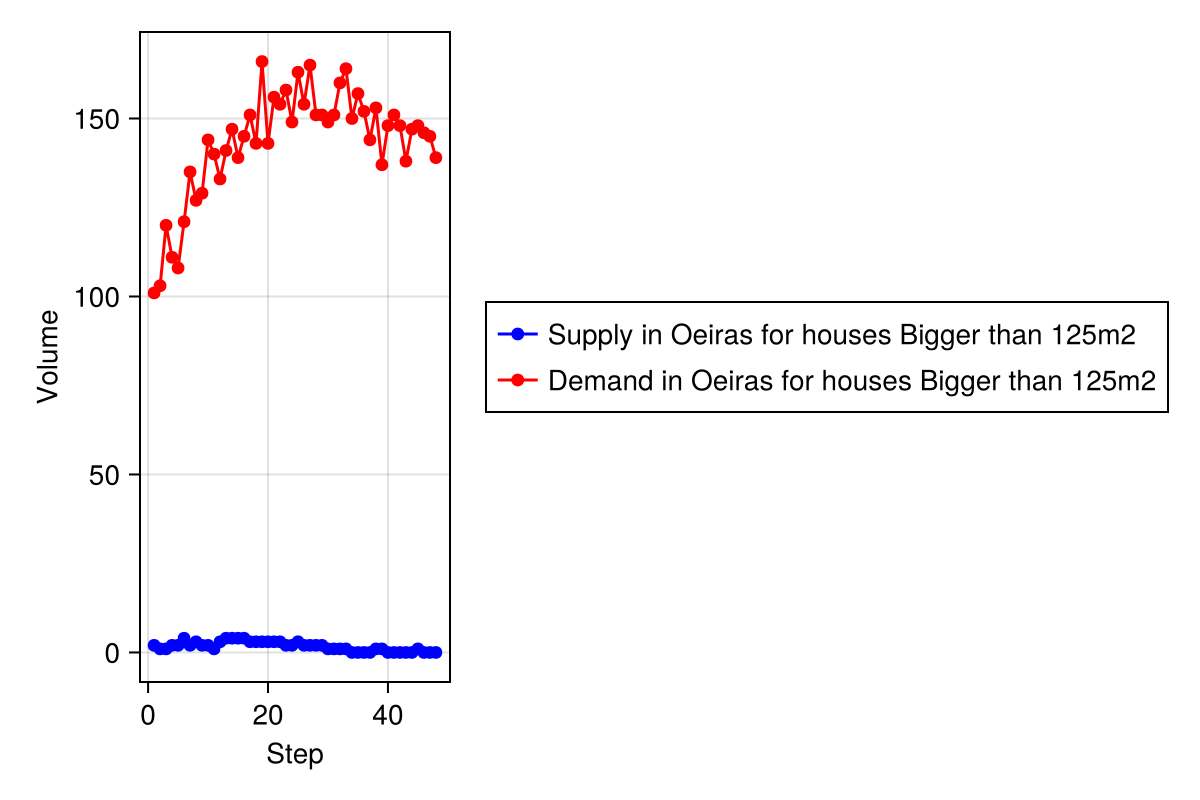 Volume
150
100
50
0
0 20 40
Step
Supply in Oeiras for houses Bigger than 125m2
Demand in Oeiras for houses Bigger than 125m2